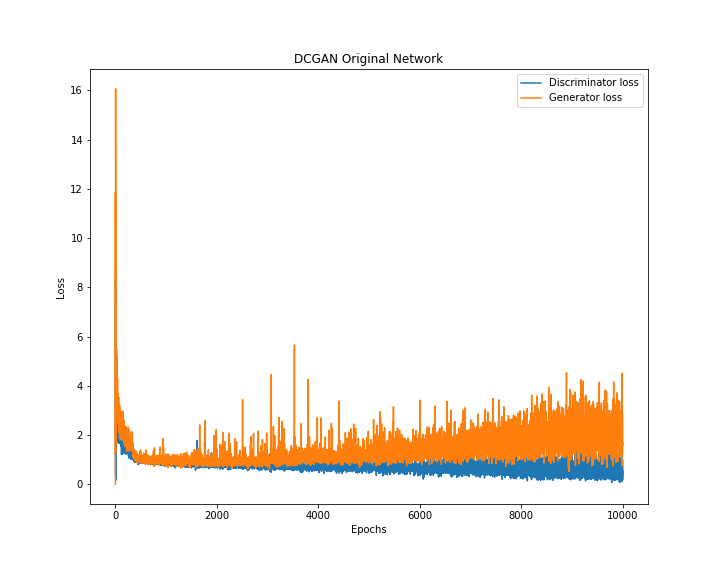 DCGAN Original Network
Discriminator loss
Generator loss
16
14
12
10
8
6
4
2
0
Loss
0 2000 4000 6000 8000 10000
Epochs